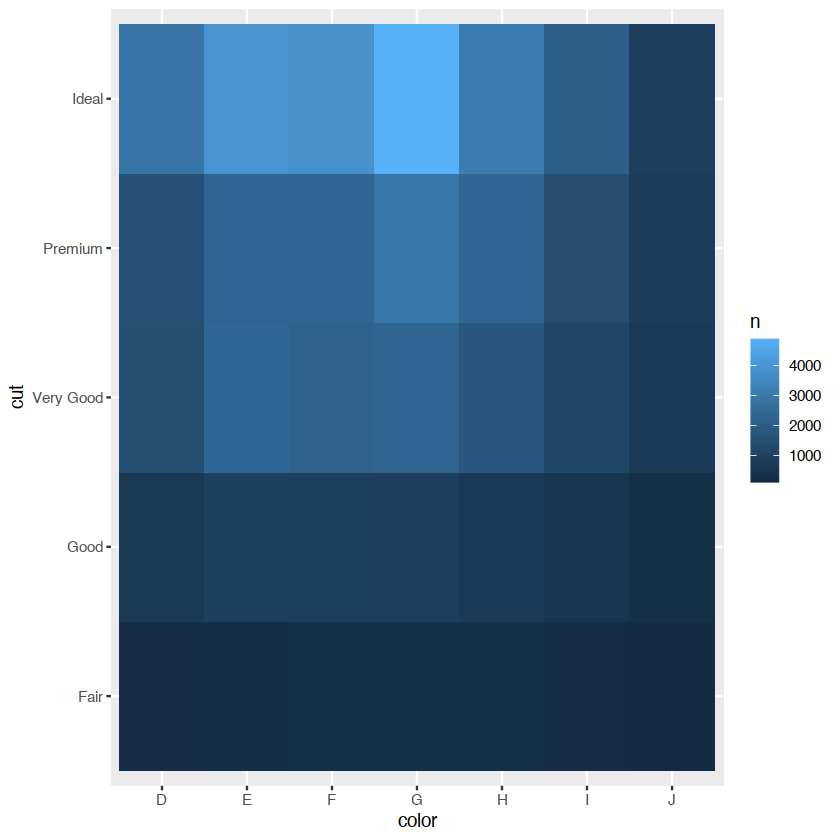 Ideal
Premium
Very Good
Good
Fair
cut
D E F G H I J
color
n
4000
3000
2000
1000